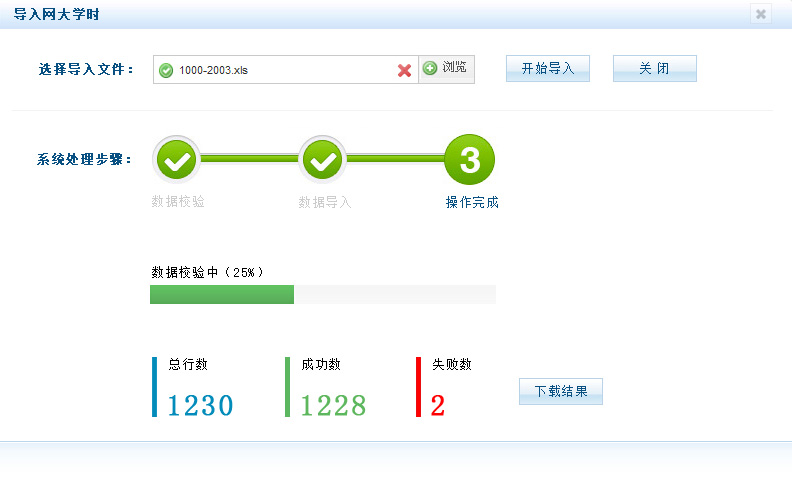 导入网大学时
选择导入文件：
1000-2003.xls
浏览
开始导入
关 闭
系统处理步骤：
3
数据校验
数据导入
操作完成
数据校验中（25%）
总行数
成功数
失败数
1230
1228
2
下载结果